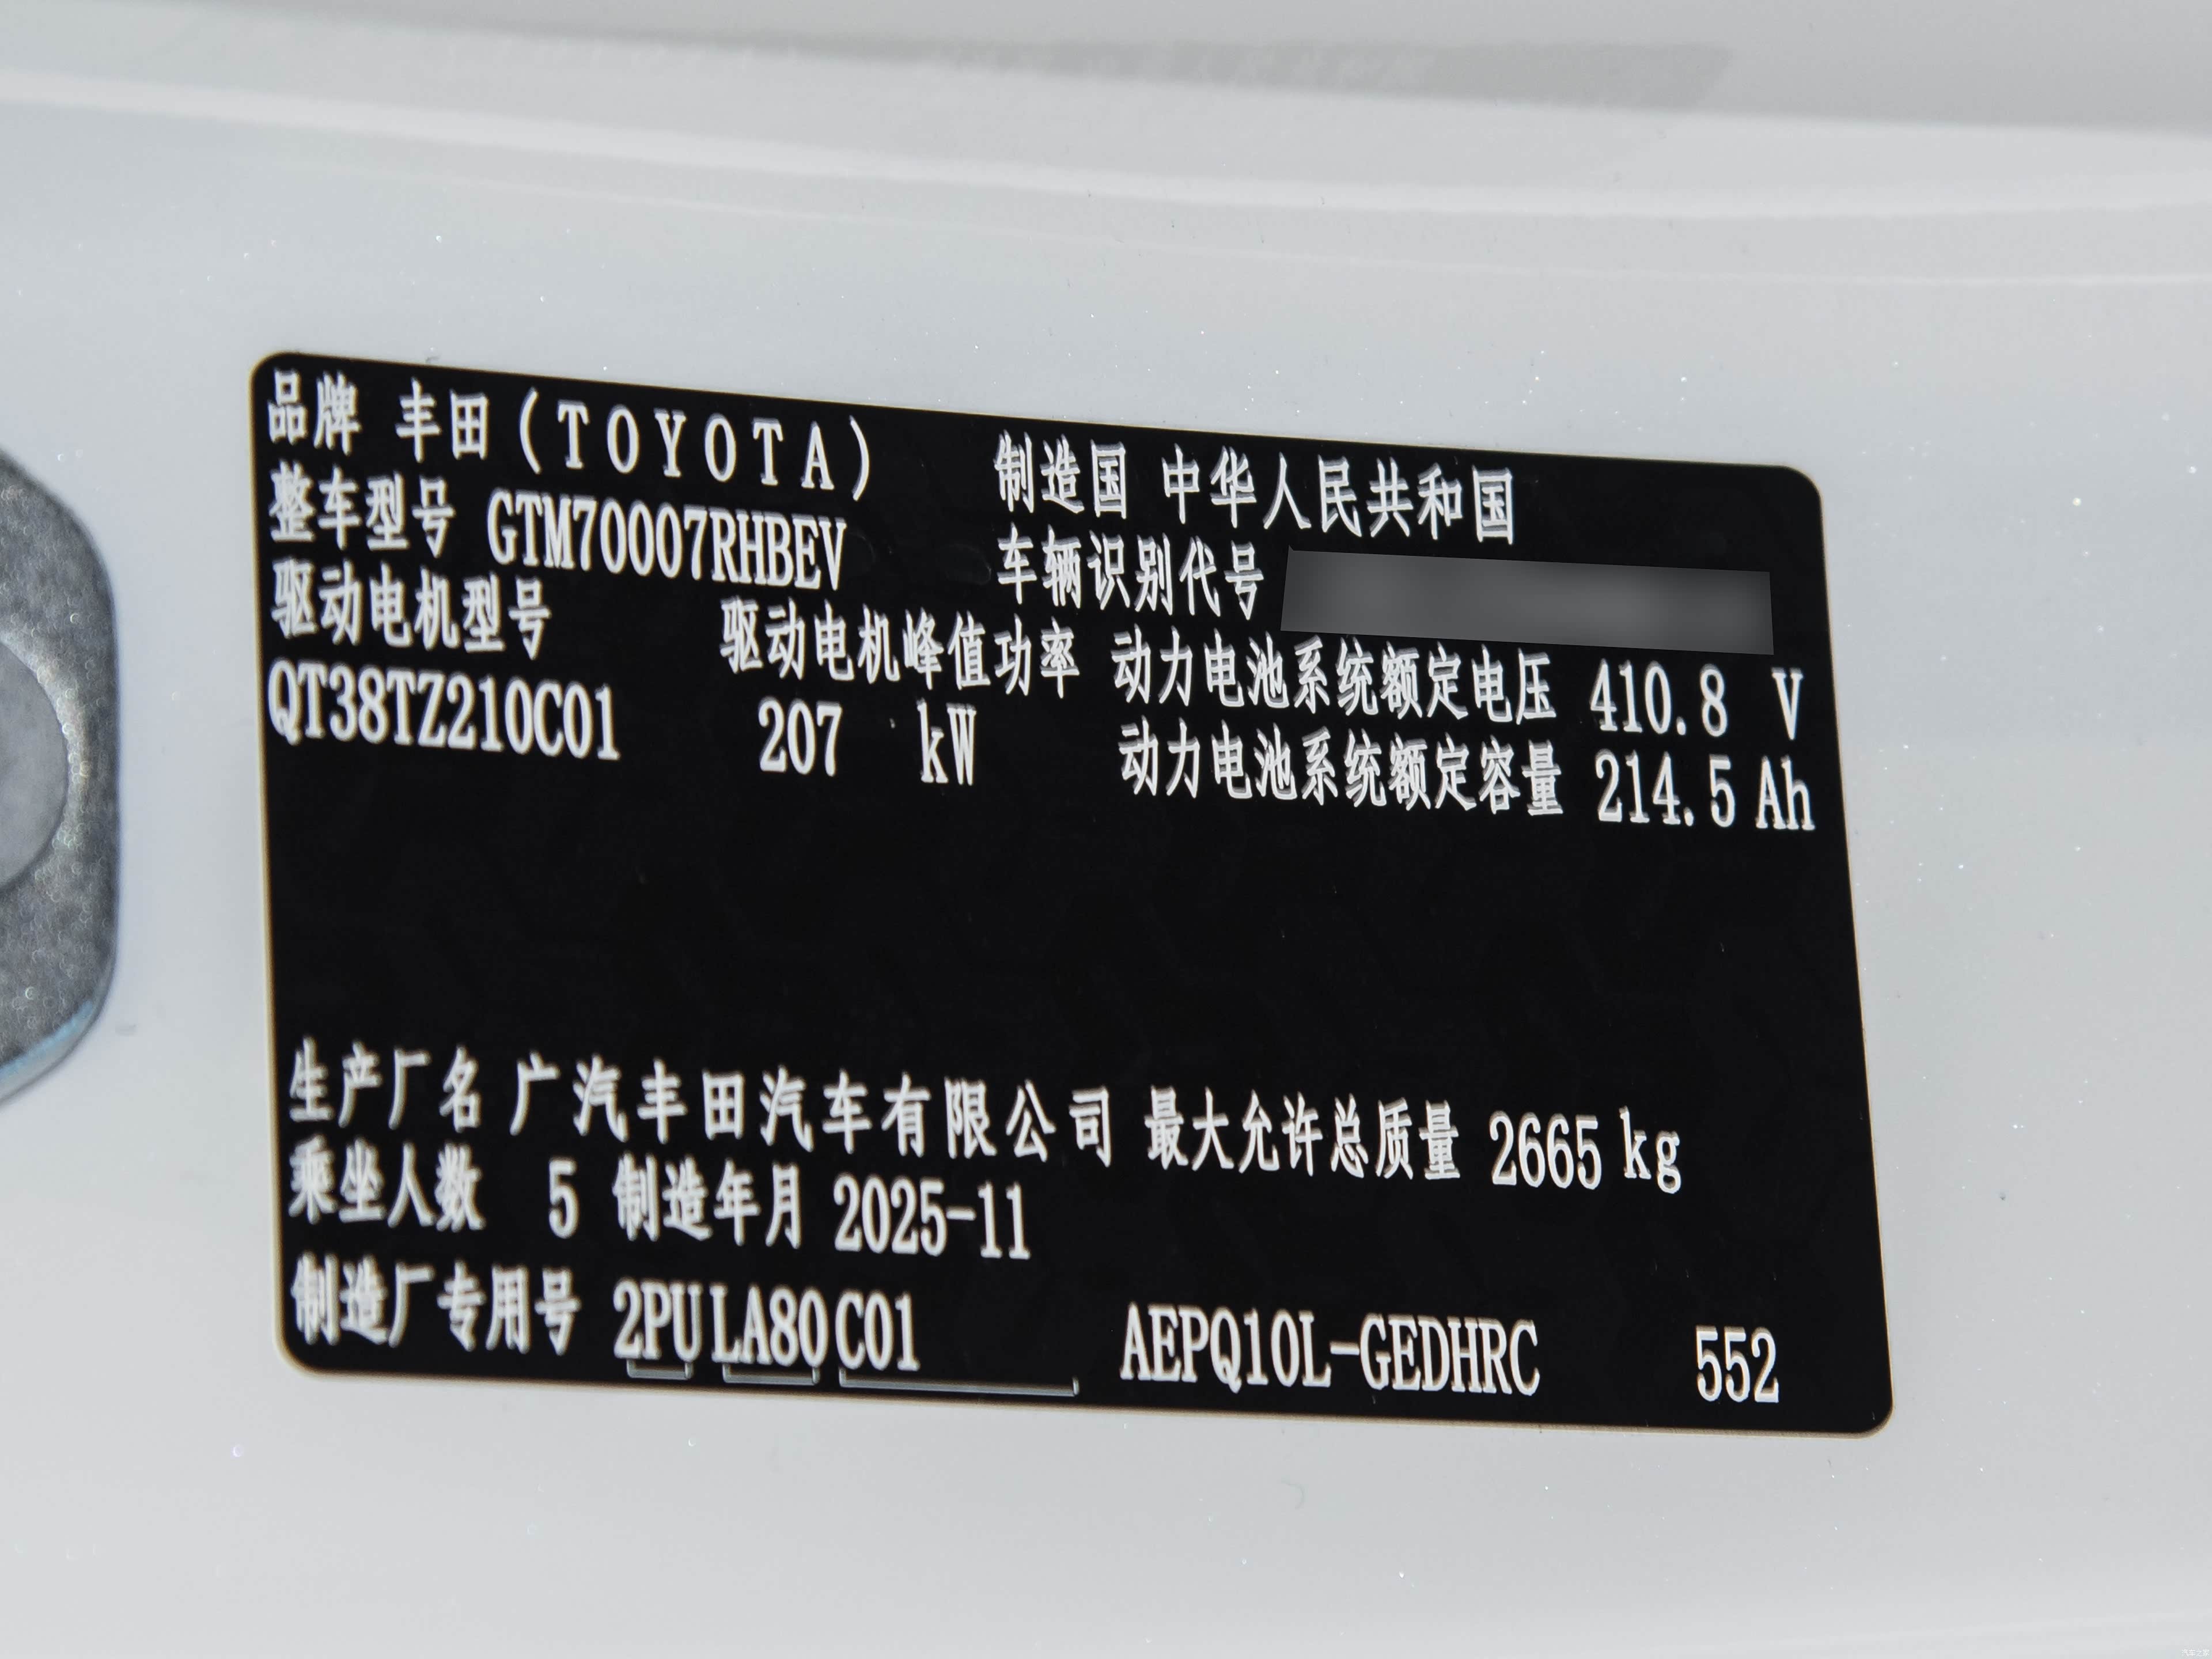 品牌 丰田(TOYOTA) 制造国 中华人民共和国
整车型号 GTM70007RHBEV 车辆识别代号
驱动电机型号 驱动电机峰值功率 动力电池系统额定电压 410.8 V
QT38TZ210C01 207 kW 动力电池系统额定容量 214.5 Ah
生产厂名 广汽丰田汽车有限公司 最大允许总质量 2665 kg
乘坐人数 5 制造年月 2025-11
制造厂专用号 2PU LA80 C01 AEPQ10L-GEDHRC 552